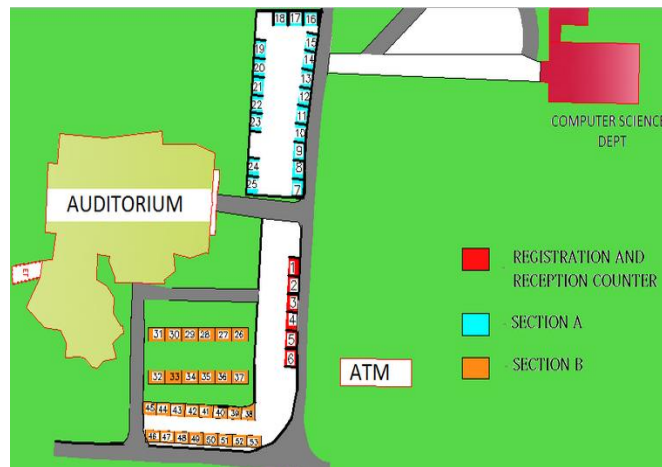 18 17 16
15
19
14
20
13
21
12
22
11
23
10
9
24
8
25
7
COMPUTER SCIENCE
DEPT
AUDITORIUM
1
2
3
4
5
6
REGISTRATION AND
RECEPTION COUNTER
- SECTION A
- SECTION B
ATM
31 30 29 28 27 26
32 33 34 35 36 37
45 44 43 42 41 40 39 38
46 47 48 49 50 51 52 53